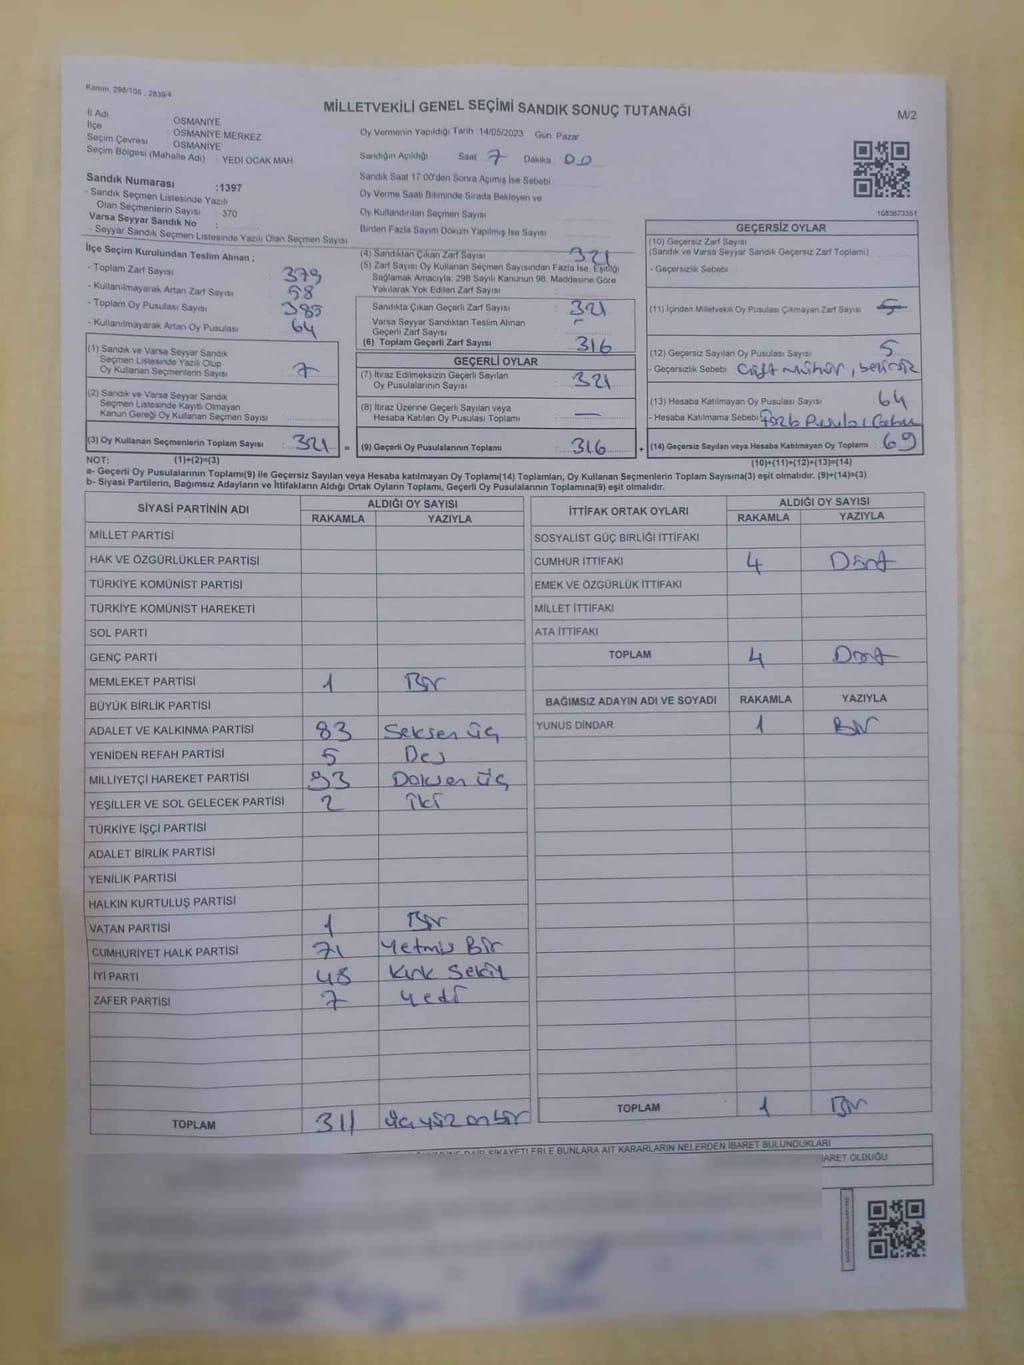 Kanun, 298/105, 2839/4
MİLLETVEKİLİ GENEL SEÇİMİ SANDIK SONUÇ TUTANAĞI
M/2
İl Adı OSMANİYE
İlçe OSMANİYE MERKEZ
Seçim Çevresi OSMANİYE
Seçim Bölgesi (Mahalle Adı) : YEDİ OCAK MAH
Oy Vermenin Yapıldığı Tarih : 14/05/2023 Gün : Pazar
Sandığın Açıldığı Saat 7 Dakika 00
Sandık Saat 17:00'den Sonra Açılmış İse Sebebi
Oy Verme Saati Bitiminde Sırada Bekleyen ve
Oy Kullandırılan Seçmen Sayısı
Birden Fazla Sayım Döküm Yapılmış İse Sayısı
1083673351
Sandık Numarası :1397
- Sandık Seçmen Listesinde Yazılı
Olan Seçmenlerin Sayısı : 370
Varsa Seyyar Sandık No :
- Seyyar Sandık Seçmen Listesinde Yazılı Olan Seçmen Sayısı
İlçe Seçim Kurulundan Teslim Alınan ;
- Toplam Zarf Sayısı : 379
- Kullanılmayarak Artan Zarf Sayısı : 58
- Toplam Oy Pusulası : 385
- Kullanılmayarak Artan Oy Pusulası : 64
(1) Sandık ve Varsa Seyyar Sandık
Seçmen Listesinde Yazılı Olup
Oy Kullanan Seçmenlerin Sayısı : 7
(2) Sandık ve Varsa Seyyar Sandık
Seçmen Listesinde Kayıtlı Olmayan
Kanun Gereği Oy Kullanan Seçmen Sayısı :
(3) Oy Kullanan Seçmenlerin Toplam Sayısı : 321 =
(4) Sandıktan Çıkan Zarf Sayısı 321
(5) Zarf Sayısı Oy Kullanan Seçmen Sayısından Fazla İse, Eşitliği
Sağlamak Amacıyla, 298 Sayılı Kanunun 98. Maddesine Göre
Yakılarak Yok Edilen Zarf Sayısı :
Sandıkta Çıkan Geçerli Zarf Sayısı : 321
Varsa Seyyar Sandıktan Teslim Alınan
Geçerli Zarf Sayısı :
(6) Toplam Geçerli Zarf Sayısı : 316
GEÇERLİ OYLAR
(7) İtiraz Edilmeksizin Geçerli Sayılan
Oy Pusulalarının Sayısı : 321
(8) İtiraz Üzerine Geçerli Sayılan veya
Hesaba Katılan Oy Pusulası Toplamı : —
(9) Geçerli Oy Pusulalarının Toplamı : 316 +
GEÇERSİZ OYLAR
(10) Geçersiz Zarf Sayısı
(Sandık ve Varsa Seyyar Sandık Geçersiz Zarf Toplamı) :
- Geçersizlik Sebebi
(11) İçinden Milletvekili Oy Pusulası Çıkmayan Zarf Sayısı : 5
(12) Geçersiz Sayılan Oy Pusulası Sayısı : 5
- Geçersizlik Sebebi : Çift mühür, belirsiz
(13) Hesaba Katılmayan Oy Pusulası Sayısı : 64
- Hesaba Katılmama Sebebi : Pusula
(14) Geçersiz Sayılan veya Hesaba Katılmayan Oy Toplamı : 69
NOT: (1)+(2)=(3)
(10)+(11)+(12)+(13)=(14)
a- Geçerli Oy Pusulalarının Toplamı(9) ile Geçersiz Sayılan veya Hesaba katılmayan Oy Toplamı(14) Toplamları, Oy Kullanan Seçmenlerin Toplam Sayısına(3) eşit olmalıdır. (9)+(14)=(3)
b- Siyasi Partilerin, Bağımsız Adayların ve İttifakların Aldığı Oyların Toplamı, Geçerli Oy Pusulalarının Toplamına(9) eşit olmalıdır.
SİYASİ PARTİNİN ADI ALDIĞI OY SAYISI
RAKAMLA YAZIYLA
MİLLET PARTİSİ
HAK VE ÖZGÜRLÜKLER PARTİSİ
TÜRKİYE KOMÜNİST PARTİSİ
TÜRKİYE KOMÜNİST HAREKETİ
SOL PARTİ
GENÇ PARTİ
MEMLEKET PARTİSİ 1 Bir
BÜYÜK BİRLİK PARTİSİ
ADALET VE KALKINMA PARTİSİ 83 Seksen üç
YENİDEN REFAH PARTİSİ 5 Beş
MİLLİYETÇİ HAREKET PARTİSİ 93 Doksan üç
YEŞİLLER VE SOL GELECEK PARTİSİ 2 İki
TÜRKİYE İŞÇİ PARTİSİ
ADALET BİRLİK PARTİSİ
YENİLİK PARTİSİ
HALKIN KURTULUŞ PARTİSİ
VATAN PARTİSİ 1 Bir
CUMHURİYET HALK PARTİSİ 71 Yetmiş Bir
İYİ PARTİ 48 Kırk Sekiz
ZAFER PARTİSİ 7 Yedi
TOPLAM 311 üçyüz on bir
İTTİFAK ORTAK OYLARI ALDIĞI OY SAYISI
RAKAMLA YAZIYLA
SOSYALİST GÜÇ BİRLİĞİ İTTİFAKI
CUMHUR İTTİFAKI 4 Dört
EMEK VE ÖZGÜRLÜK İTTİFAKI
MİLLET İTTİFAKI
ATA İTTİFAKI
TOPLAM 4 Dört
BAĞIMSIZ ADAYIN ADI VE SOYADI RAKAMLA YAZIYLA
YUNUS DİNDAR 1 Bir
TOPLAM 1 Bir
ŞİKAYETLERLE BUNLARA AİT KARARLARIN NELERDEN İBARET BULUNDUKLARI
İBARET OLDUĞU